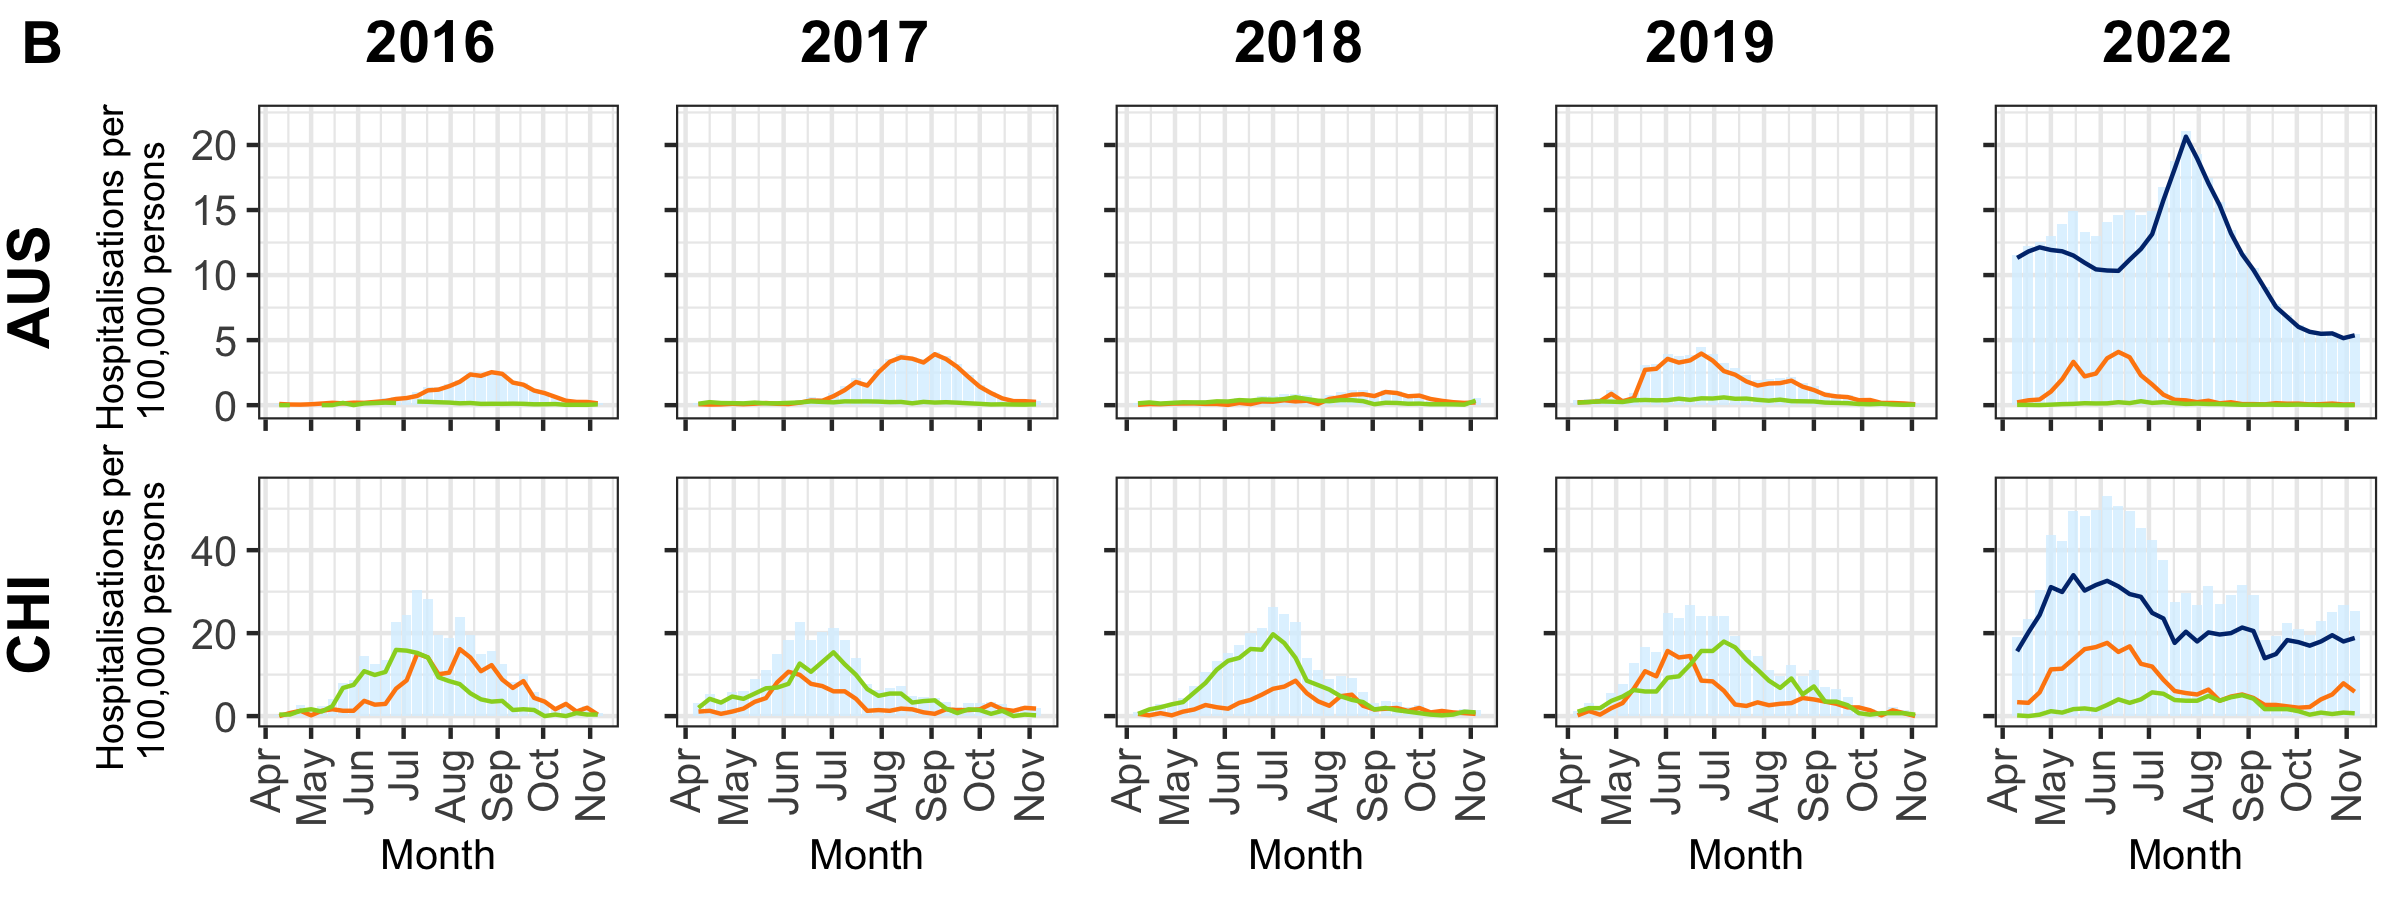 B
2016 2017 2018 2019 2022
AUS
Hospitalisations per
100,000 persons
20
15
10
5
0
CHI
Hospitalisations per
100,000 persons
40
20
0
Apr May Jun Jul Aug Sep Oct Nov Apr May Jun Jul Aug Sep Oct Nov Apr May Jun Jul Aug Sep Oct Nov Apr May Jun Jul Aug Sep Oct Nov Apr May Jun Jul Aug Sep Oct Nov
Month Month Month Month Month